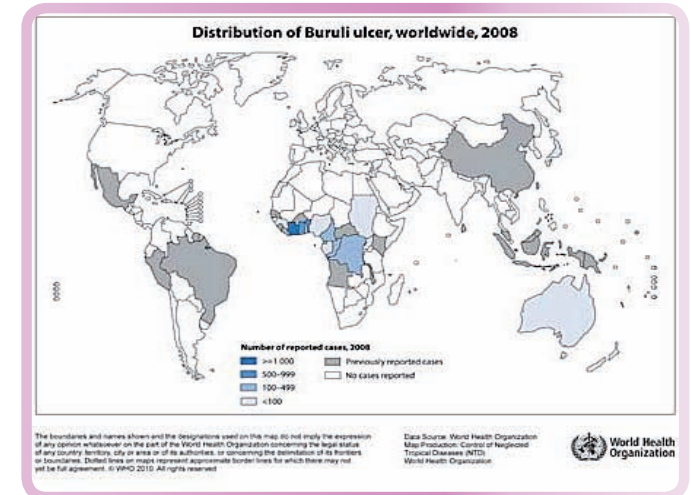 Distribution of Buruli ulcer, worldwide, 2008
Number of reported cases, 2008
>=1 000
500–999
100–499
<100
Previously reported cases
No cases reported
The boundaries and names shown and the designations used on this map do not imply the expression
of any opinion whatsoever on the part of the World Health Organization concerning the legal status
of any country, territory, city or area or of its authorities, or concerning the delimitation of its frontiers
or boundaries. Dotted lines on maps represent approximate border lines for which there may not
yet be full agreement. © WHO 2010. All rights reserved
Data Source: World Health Organization
Map Production: Control of Neglected
Tropical Diseases (NTD)
World Health Organization
World Health
Organization